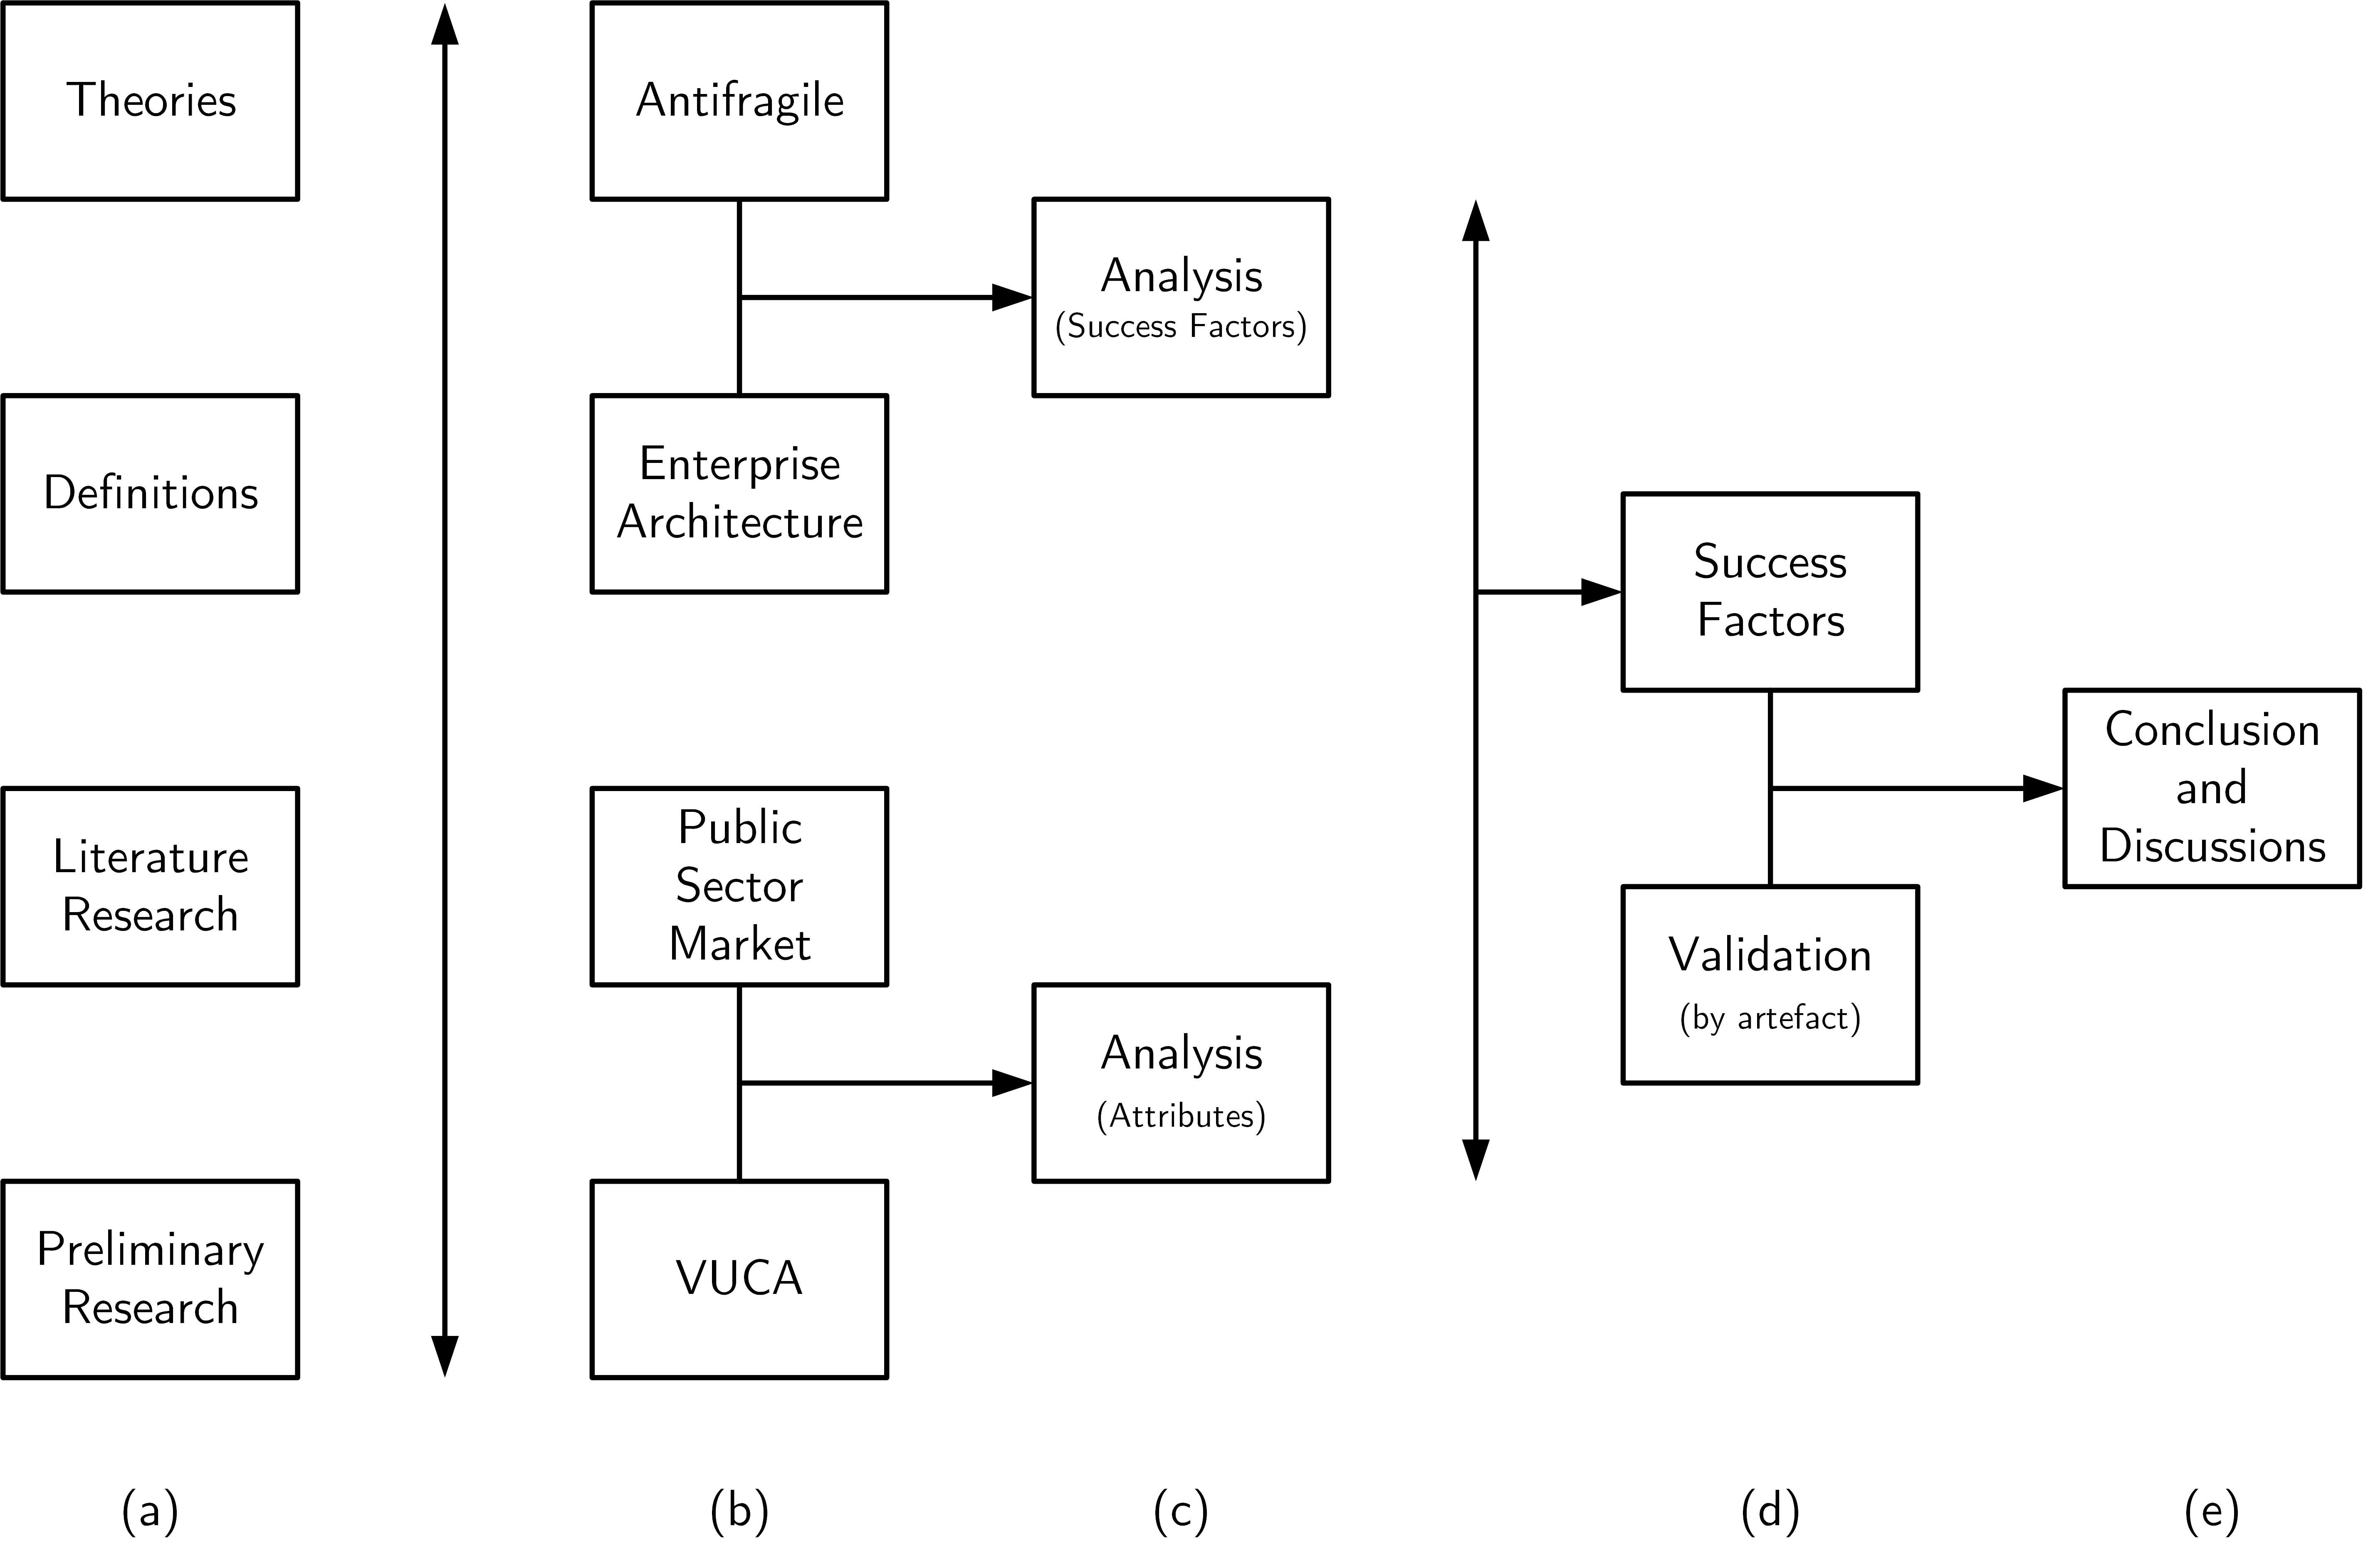 Theories
Definitions
Literature
Research
Preliminary
Research
Antifragile
Enterprise
Architecture
Public
Sector
Market
VUCA
Analysis
(Success Factors)
Analysis
(Attributes)
Success
Factors
Validation
(by artefact)
Conclusion
and
Discussions
(a)
(b)
(c)
(d)
(e)